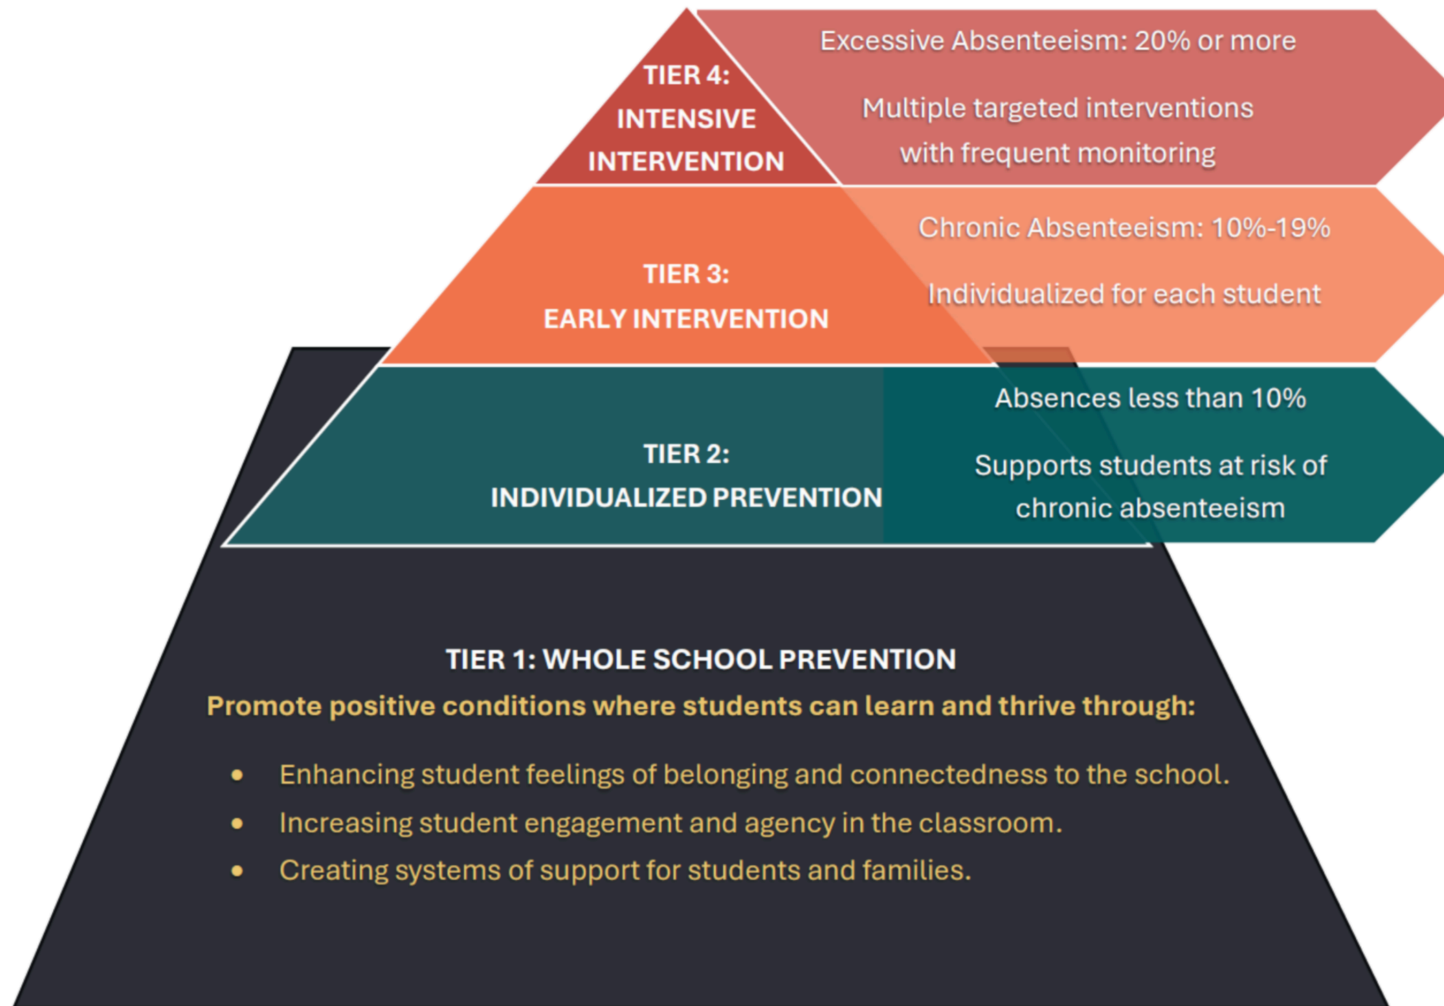 TIER 4:
INTENSIVE
INTERVENTION
Excessive Absenteeism: 20% or more
Multiple targeted interventions
with frequent monitoring
TIER 3:
EARLY INTERVENTION
Chronic Absenteeism: 10%-19%
Individualized for each student
TIER 2:
INDIVIDUALIZED PREVENTION
Absences less than 10%
Supports students at risk of
chronic absenteeism
TIER 1: WHOLE SCHOOL PREVENTION
Promote positive conditions where students can learn and thrive through:
• Enhancing student feelings of belonging and connectedness to the school.
• Increasing student engagement and agency in the classroom.
• Creating systems of support for students and families.